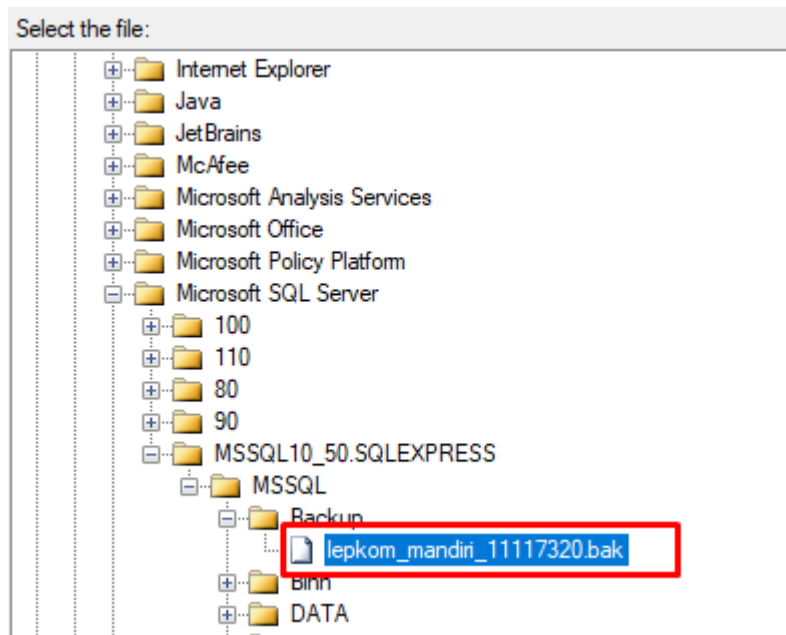 Select the file:
Internet Explorer
Java
JetBrains
McAfee
Microsoft Analysis Services
Microsoft Office
Microsoft Policy Platform
Microsoft SQL Server
100
110
80
90
MSSQL10_50.SQLEXPRESS
MSSQL
Backup
lepkom_mandiri_11117320.bak
Binn
DATA